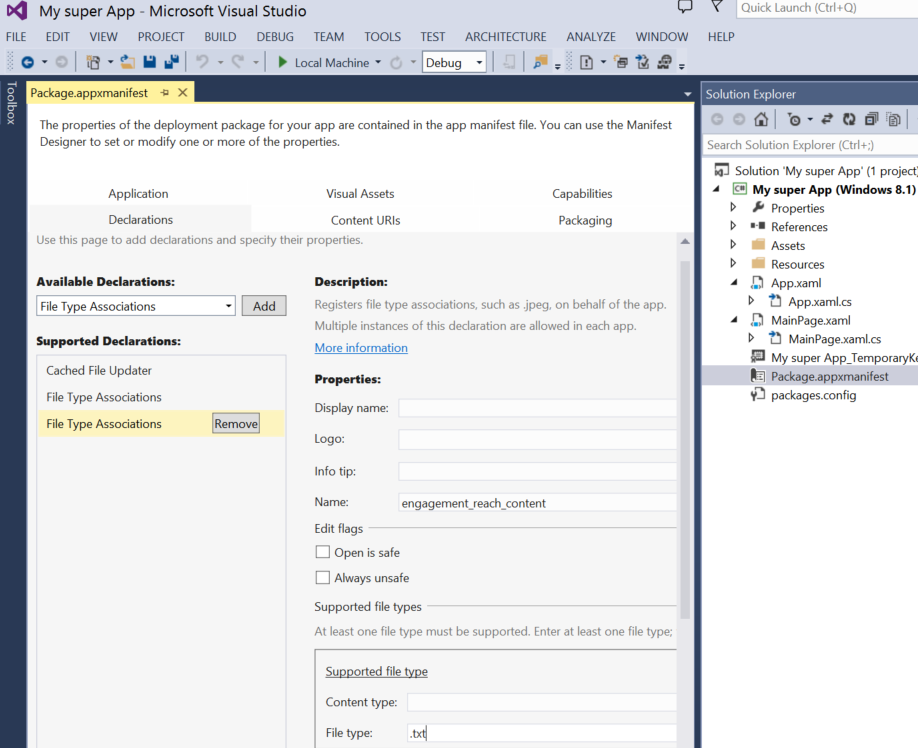 My super App - Microsoft Visual Studio
Quick Launch (Ctrl+Q)
FILE EDIT VIEW PROJECT BUILD DEBUG TEAM TOOLS TEST ARCHITECTURE ANALYZE WINDOW HELP
Local Machine Debug
Toolbox
Package.appxmanifest
The properties of the deployment package for your app are contained in the app manifest file. You can use the Manifest
Designer to set or modify one or more of the properties.
Application Visual Assets Capabilities
Declarations Content URIs Packaging
Use this page to add declarations and specify their properties.
Available Declarations:
File Type Associations Add
Supported Declarations:
Cached File Updater
File Type Associations
File Type Associations Remove
Description:
Registers file type associations, such as .jpeg, on behalf of the app.
Multiple instances of this declaration are allowed in each app.
More information
Properties:
Display name:
Logo:
Info tip:
Name: engagement_reach_content
Edit flags
Open is safe
Always unsafe
Supported file types
At least one file type must be supported. Enter at least one file type;
Supported file type
Content type:
File type: .txt
Solution Explorer
Search Solution Explorer (Ctrl+;)
Solution 'My super App' (1 project)
C# My super App (Windows 8.1)
Properties
References
Assets
Resources
App.xaml
App.xaml.cs
MainPage.xaml
MainPage.xaml.cs
My super App_TemporaryKe
Package.appxmanifest
packages.config